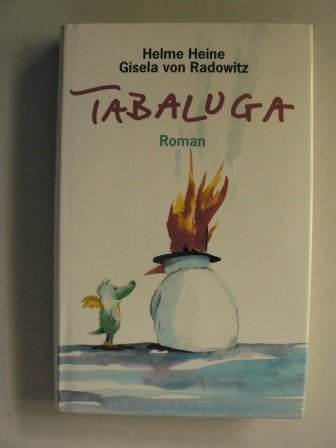 Helme Heine
Gisela von Radowitz
TABALUGA
Roman